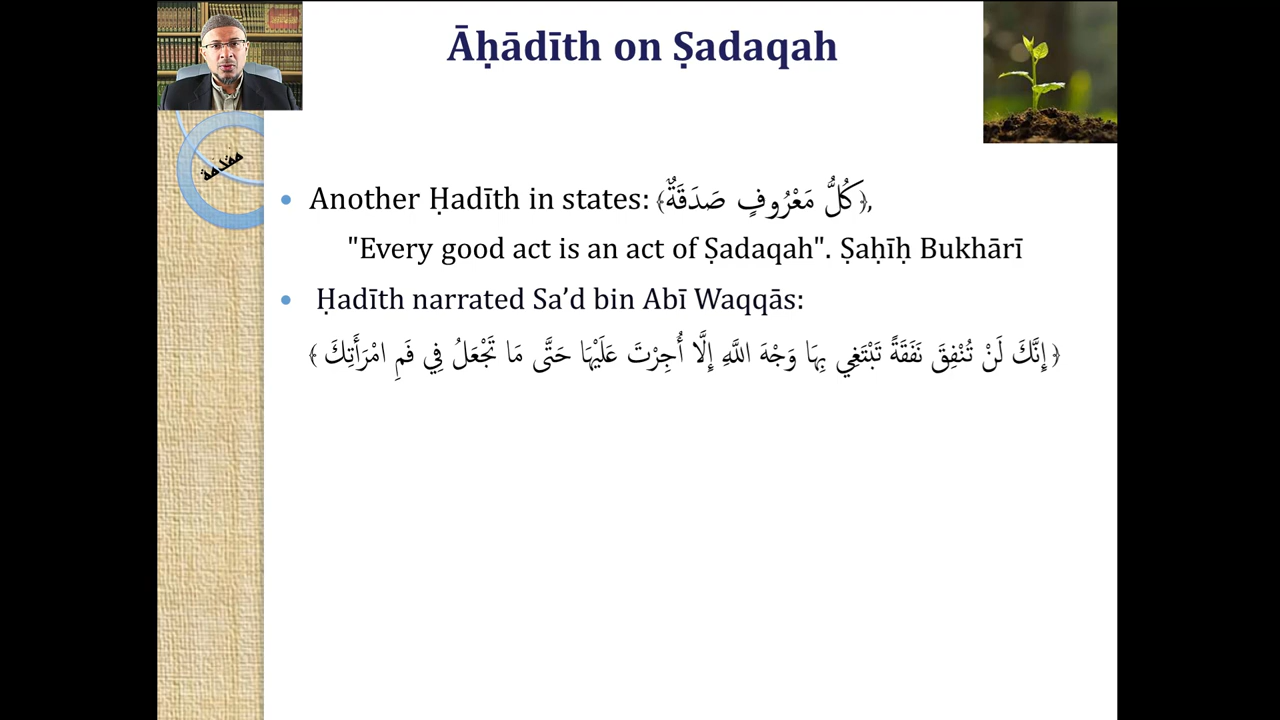 Āḥādīth on Ṣadaqah
مقدمة
Another Ḥadīth in states: ﴿كُلُّ مَعْرُوفٍ صَدَقَةٌ﴾,
"Every good act is an act of Ṣadaqah". Ṣaḥīḥ Bukhārī
Ḥadīth narrated Sa’d bin Abī Waqqās:
﴿إِنَّكَ لَنْ تُنْفِقَ نَفَقَةً تَبْتَغِي بِهَا وَجْهَ اللَّهِ إِلَّا أُجِرْتَ عَلَيْهَا حَتَّى مَا تَجْعَلُ فِي فَمِ امْرَأَتِكَ﴾